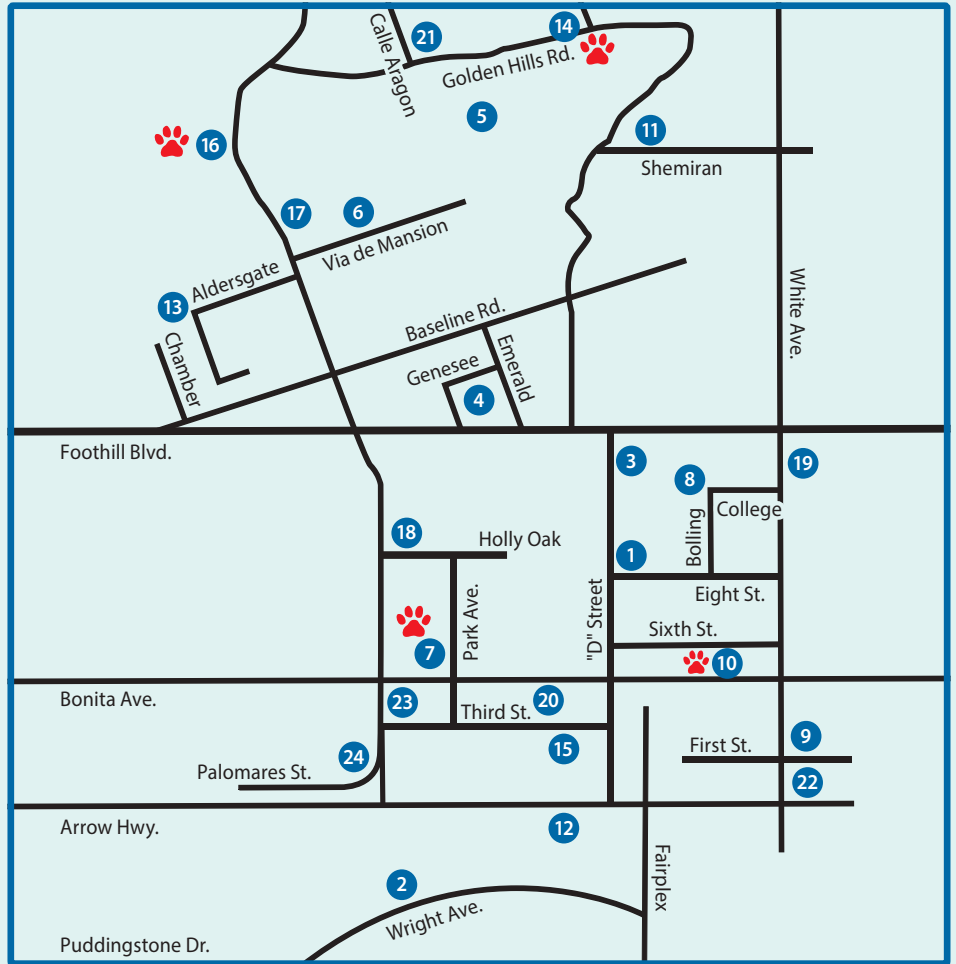 Calle Aragon
21
14
Golden Hills Rd.
5
16
11
Shemiran
17
6
Via de Mansion
Aldersgate
13
White Ave.
Baseline Rd.
Chamber
Emerald
Genesee
4
Foothill Blvd.
3
19
8
College
Bolling
18
Holly Oak
1
Eight St.
Park Ave.
"D" Street
Sixth St.
7
10
Bonita Ave.
23
20
Third St.
9
First St.
15
24
Palomares St.
22
Arrow Hwy.
12
Fairplex
2
Wright Ave.
Puddingstone Dr.